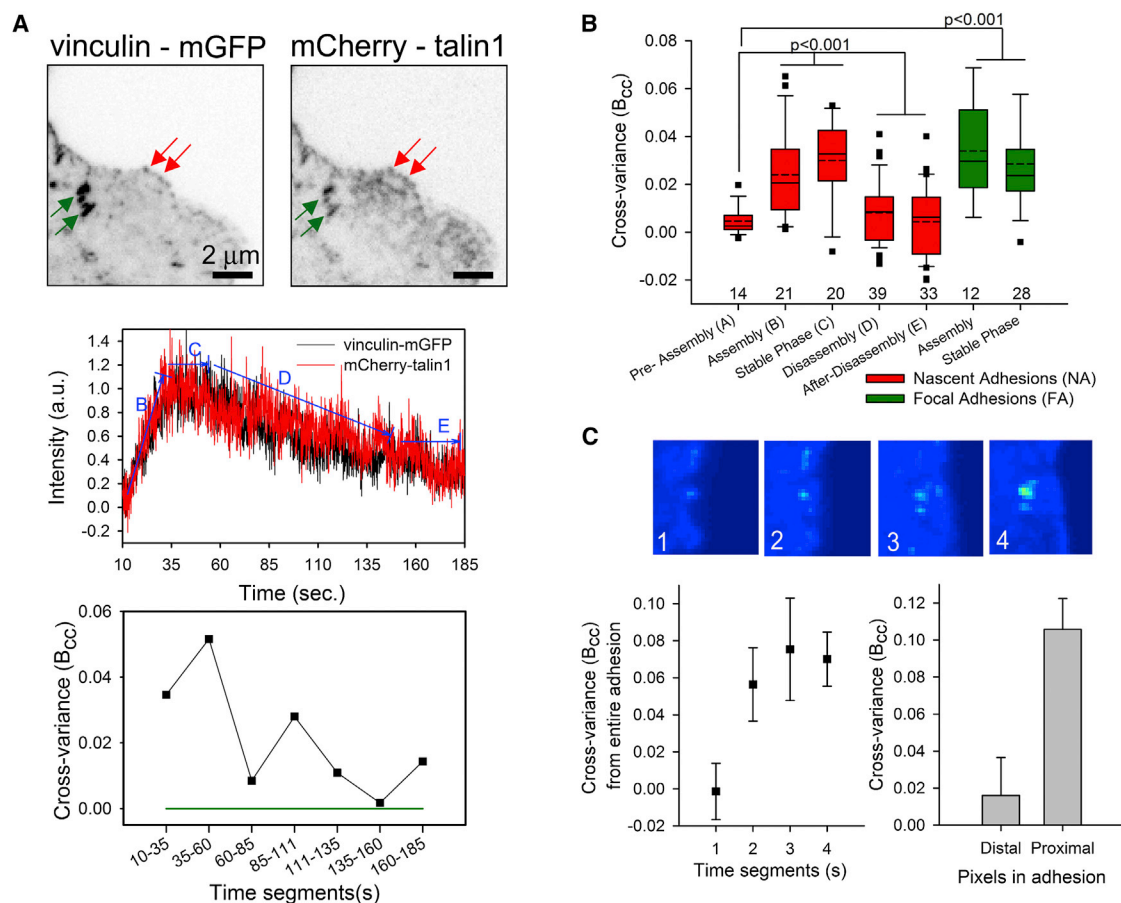 A
vinculin - mGFP
mCherry - talin1
2 μm
Intensity (a.u.)
1.4
1.2
1.0
0.8
0.6
0.4
0.2
0.0
-0.2
vinculin-mGFP
mCherry-talin1
B
C
D
E
10 35 60 85 110 135 145 160 185
Time (sec.)
Cross-variance (BCC)
0.06
0.04
0.02
0.00
10-35
35-60
60-85
85-111
111-135
135-160
160-185
Time segments(s)
B
p<0.001
p<0.001
Cross-variance (BCC)
0.08
0.06
0.04
0.02
0.00
-0.02
14 21 20 39 33 12 28
Pre- Assembly (A)
Assembly (B)
Stable Phase (C)
Disassembly (D)
After-Disassembly (E)
Assembly
Stable Phase
Nascent Adhesions (NA)
Focal Adhesions (FA)
C
1
2
3
4
Cross-variance (BCC)
from entire adhesion
0.10
0.08
0.06
0.04
0.02
0.00
-0.02
1 2 3 4
Time segments (s)
Cross-variance (BCC)
0.12
0.10
0.08
0.06
0.04
0.02
0.00
Distal Proximal
Pixels in adhesion